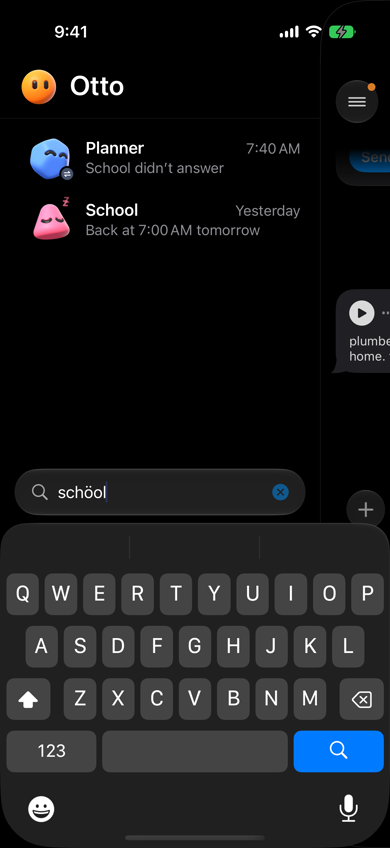 9:41
Otto
Planner 7:40 AM
School didn't answer
School Yesterday
Back at 7:00 AM tomorrow
Send
plumbe
home.
schöol
Q W E R T Y U I O P
A S D F G H J K L
Z X C V B N M
123